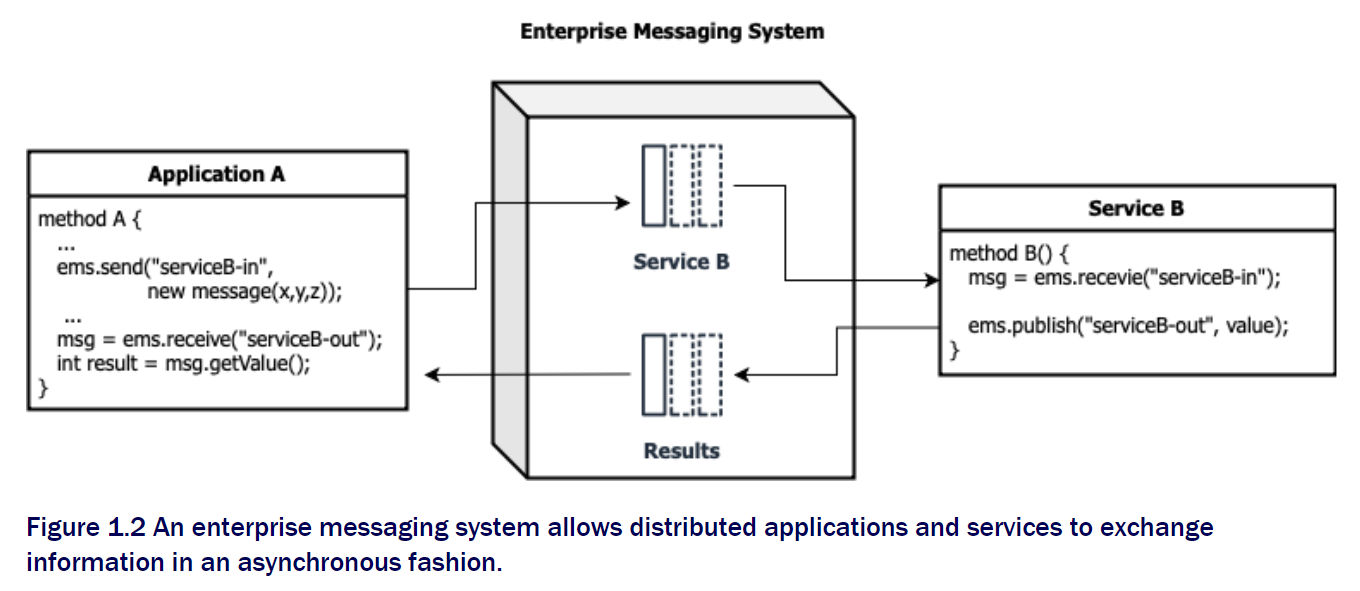 Enterprise Messaging System
Application A
method A {
...
ems.send("serviceB-in",
new message(x,y,z));
...
msg = ems.receive("serviceB-out");
int result = msg.getValue();
}
Service B
Results
Service B
method B() {
msg = ems.recevie("serviceB-in");
ems.publish("serviceB-out", value);
}
Figure 1.2 An enterprise messaging system allows distributed applications and services to exchange
information in an asynchronous fashion.